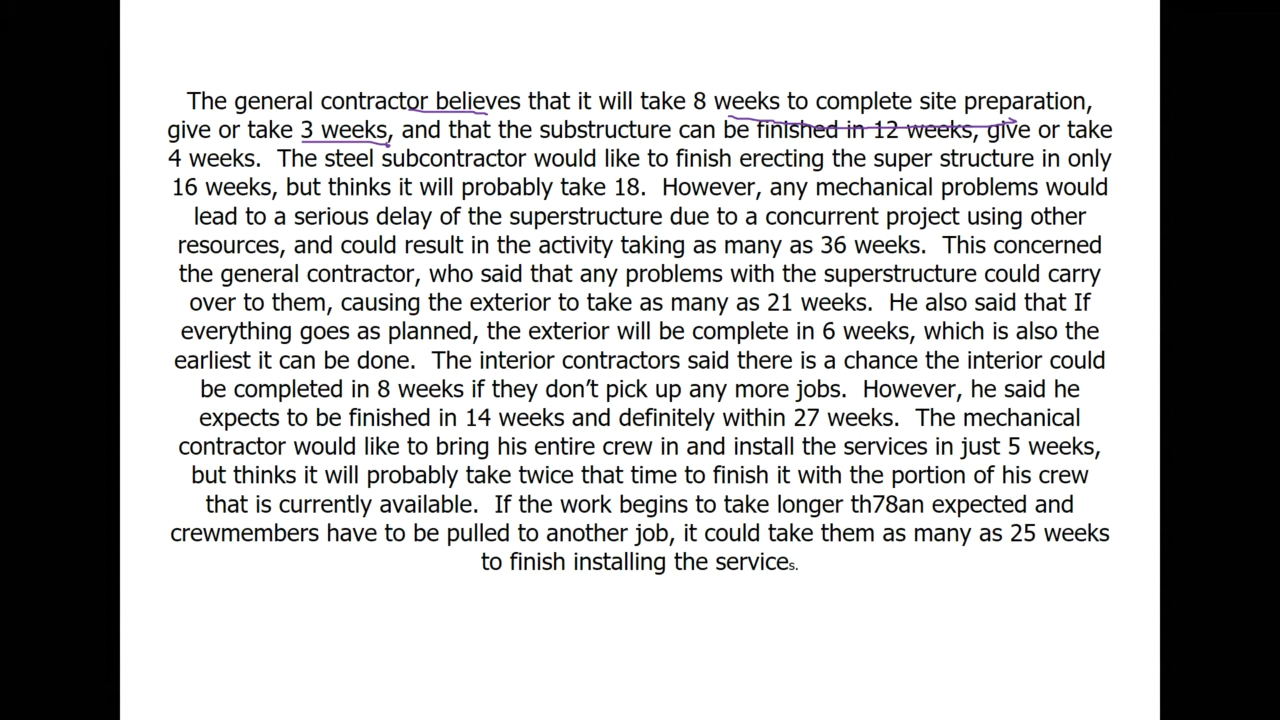 The general contractor believes that it will take 8 weeks to complete site preparation,
give or take 3 weeks, and that the substructure can be finished in 12 weeks, give or take
4 weeks. The steel subcontractor would like to finish erecting the super structure in only
16 weeks, but thinks it will probably take 18. However, any mechanical problems would
lead to a serious delay of the superstructure due to a concurrent project using other
resources, and could result in the activity taking as many as 36 weeks. This concerned
the general contractor, who said that any problems with the superstructure could carry
over to them, causing the exterior to take as many as 21 weeks. He also said that If
everything goes as planned, the exterior will be complete in 6 weeks, which is also the
earliest it can be done. The interior contractors said there is a chance the interior could
be completed in 8 weeks if they don’t pick up any more jobs. However, he said he
expects to be finished in 14 weeks and definitely within 27 weeks. The mechanical
contractor would like to bring his entire crew in and install the services in just 5 weeks,
but thinks it will probably take twice that time to finish it with the portion of his crew
that is currently available. If the work begins to take longer th78an expected and
crewmembers have to be pulled to another job, it could take them as many as 25 weeks
to finish installing the services.